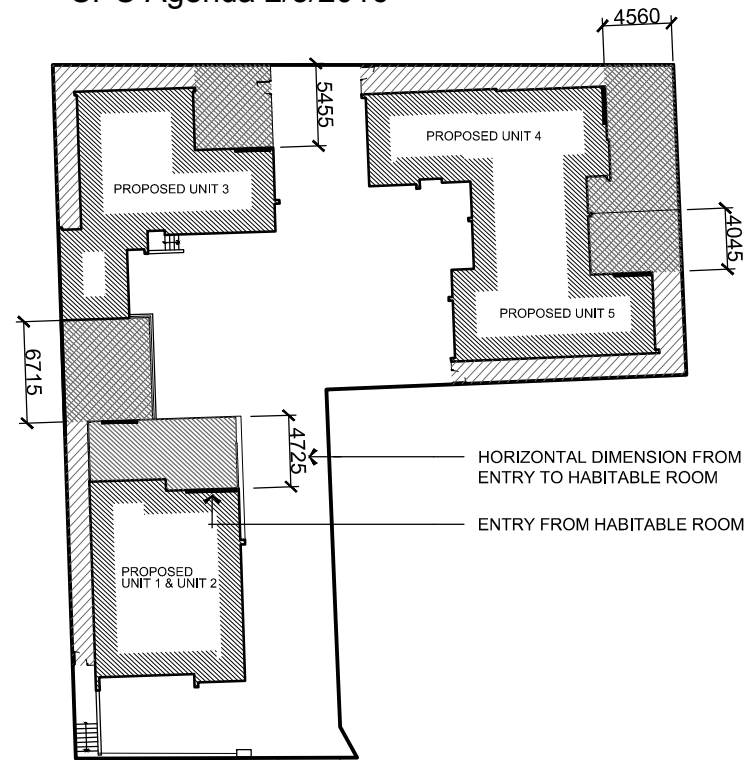 4560
5455
PROPOSED UNIT 4
PROPOSED UNIT 3
4045
PROPOSED UNIT 5
6715
4725
HORIZONTAL DIMENSION FROM
ENTRY TO HABITABLE ROOM
ENTRY FROM HABITABLE ROOM
PROPOSED
UNIT 1 & UNIT 2